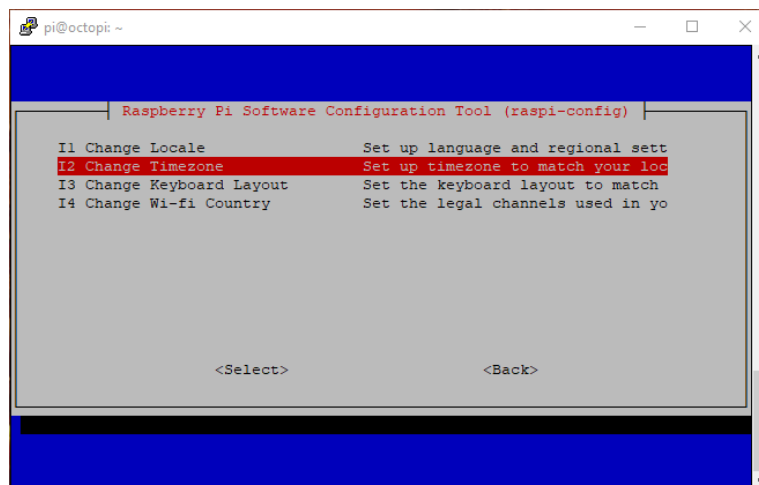 pi@octopi: ~
Raspberry Pi Software Configuration Tool (raspi-config)
I1 Change Locale Set up language and regional sett
I2 Change Timezone Set up timezone to match your loc
I3 Change Keyboard Layout Set the keyboard layout to match
I4 Change Wi-fi Country Set the legal channels used in yo
<Select> <Back>